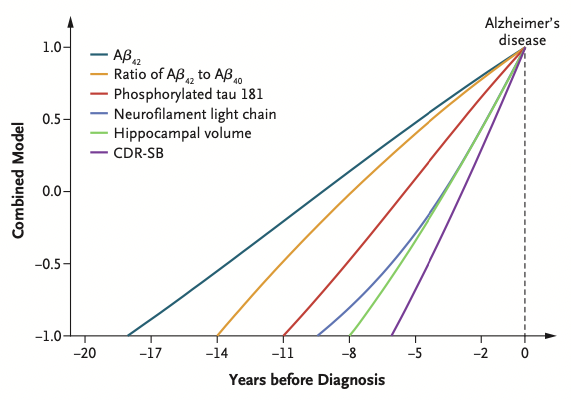 Alzheimer's
disease
1.0
0.5
0.0
−0.5
−1.0
Combined Model
Aβ42
Ratio of Aβ42 to Aβ40
Phosphorylated tau 181
Neurofilament light chain
Hippocampal volume
CDR-SB
−20 −17 −14 −11 −8 −5 −2 0
Years before Diagnosis